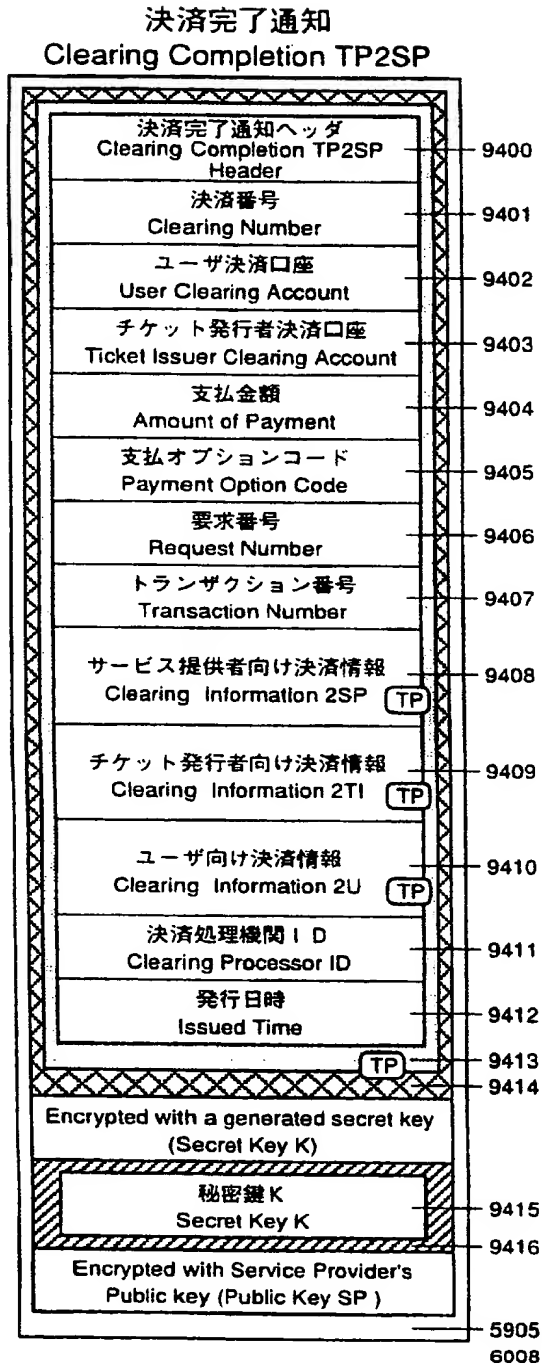 決済完了通知
Clearing Completion TP2SP
決済完了通知ヘッダ
Clearing Completion TP2SP
Header
9400
決済番号
Clearing Number
9401
ユーザ決済口座
User Clearing Account
9402
チケット発行者決済口座
Ticket Issuer Clearing Account
9403
支払金額
Amount of Payment
9404
支払オプションコード
Payment Option Code
9405
要求番号
Request Number
9406
トランザクション番号
Transaction Number
9407
サービス提供者向け決済情報
Clearing Information 2SP
TP
9408
チケット発行者向け決済情報
Clearing Information 2TI
TP
9409
ユーザ向け決済情報
Clearing Information 2U
TP
9410
決済処理機関ID
Clearing Processor ID
9411
発行日時
Issued Time
9412
TP
9413
9414
Encrypted with a generated secret key
(Secret Key K)
秘密鍵K
Secret Key K
9415
9416
Encrypted with Service Provider's
Public key (Public Key SP )
5905
6008